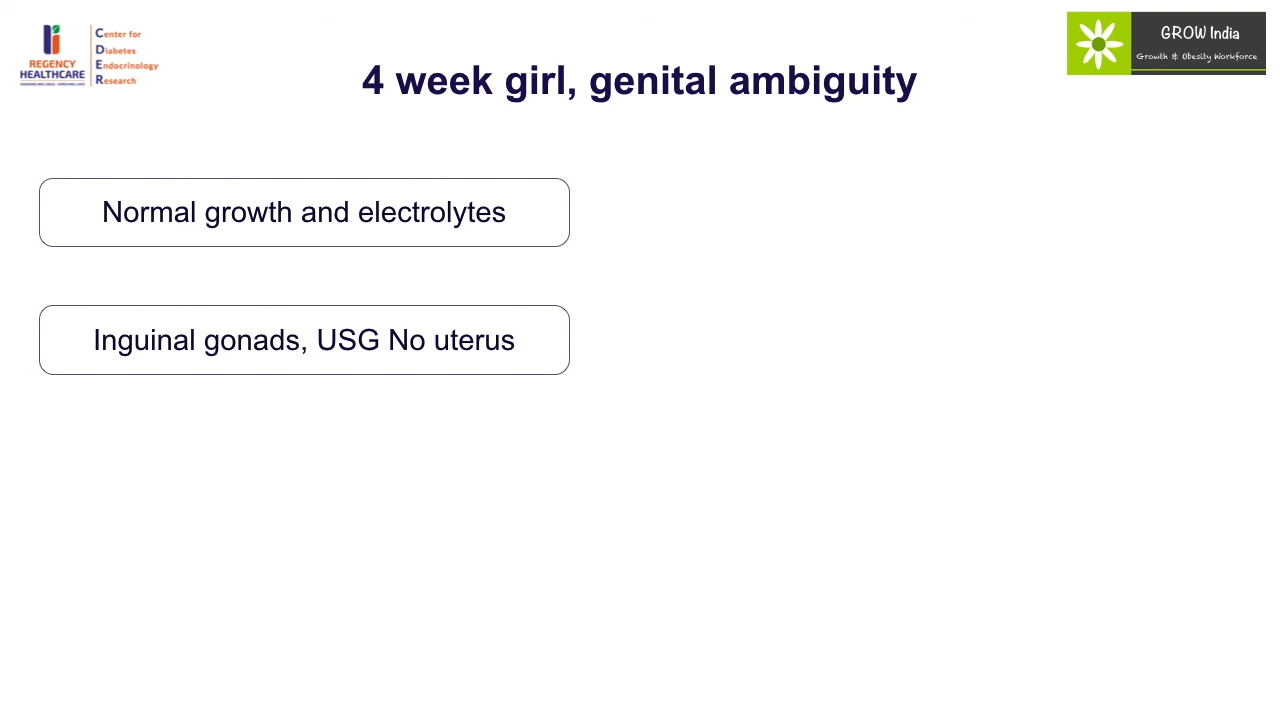 REGENCY
HEALTHCARE
Center for
Diabetes
Endocrinology
Research
GROW India
Growth & Obesity Workforce
4 week girl, genital ambiguity
Normal growth and electrolytes
Inguinal gonads, USG No uterus